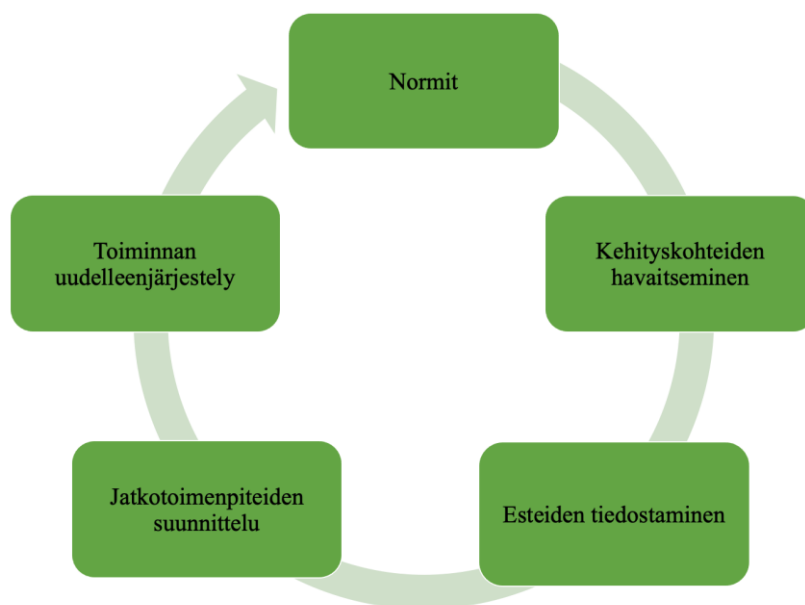 Normit
Kehityskohteiden
havaitseminen
Esteiden tiedostaminen
Jatkotoimenpiteiden
suunnittelu
Toiminnan
uudelleenjärjestely